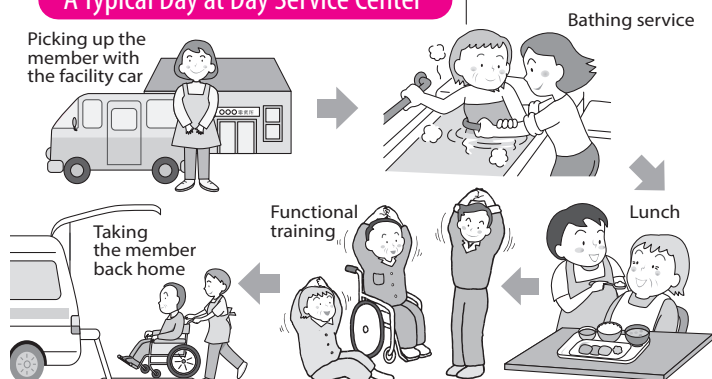 A Typical Day at Day Service Center
Picking up the
member with
the facility car
Bathing service
Lunch
Functional
training
Taking
the member
back home